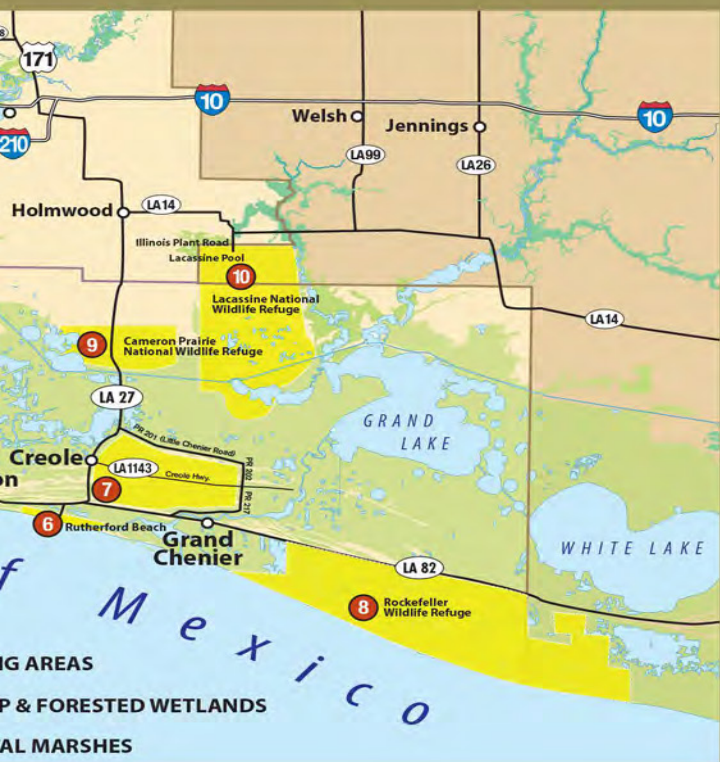 8
171
10
Welsh
Jennings
10
210
LA99
LA26
Holmwood
LA14
Illinois Plant Road
Lacassine Pool
10
Lacassine National
Wildlife Refuge
LA14
9
Cameron Prairie
National Wildlife Refuge
LA 27
GRAND
LAKE
PR 201 (Little Chenier Road)
Creole
on
LA1143
Creole Hwy.
PR 202
PR 217
7
6
Rutherford Beach
Grand
Chenier
WHITE LAKE
LA 82
8
Rockefeller
Wildlife Refuge
f Mexico
NG AREAS
P & FORESTED WETLANDS
AL MARSHES